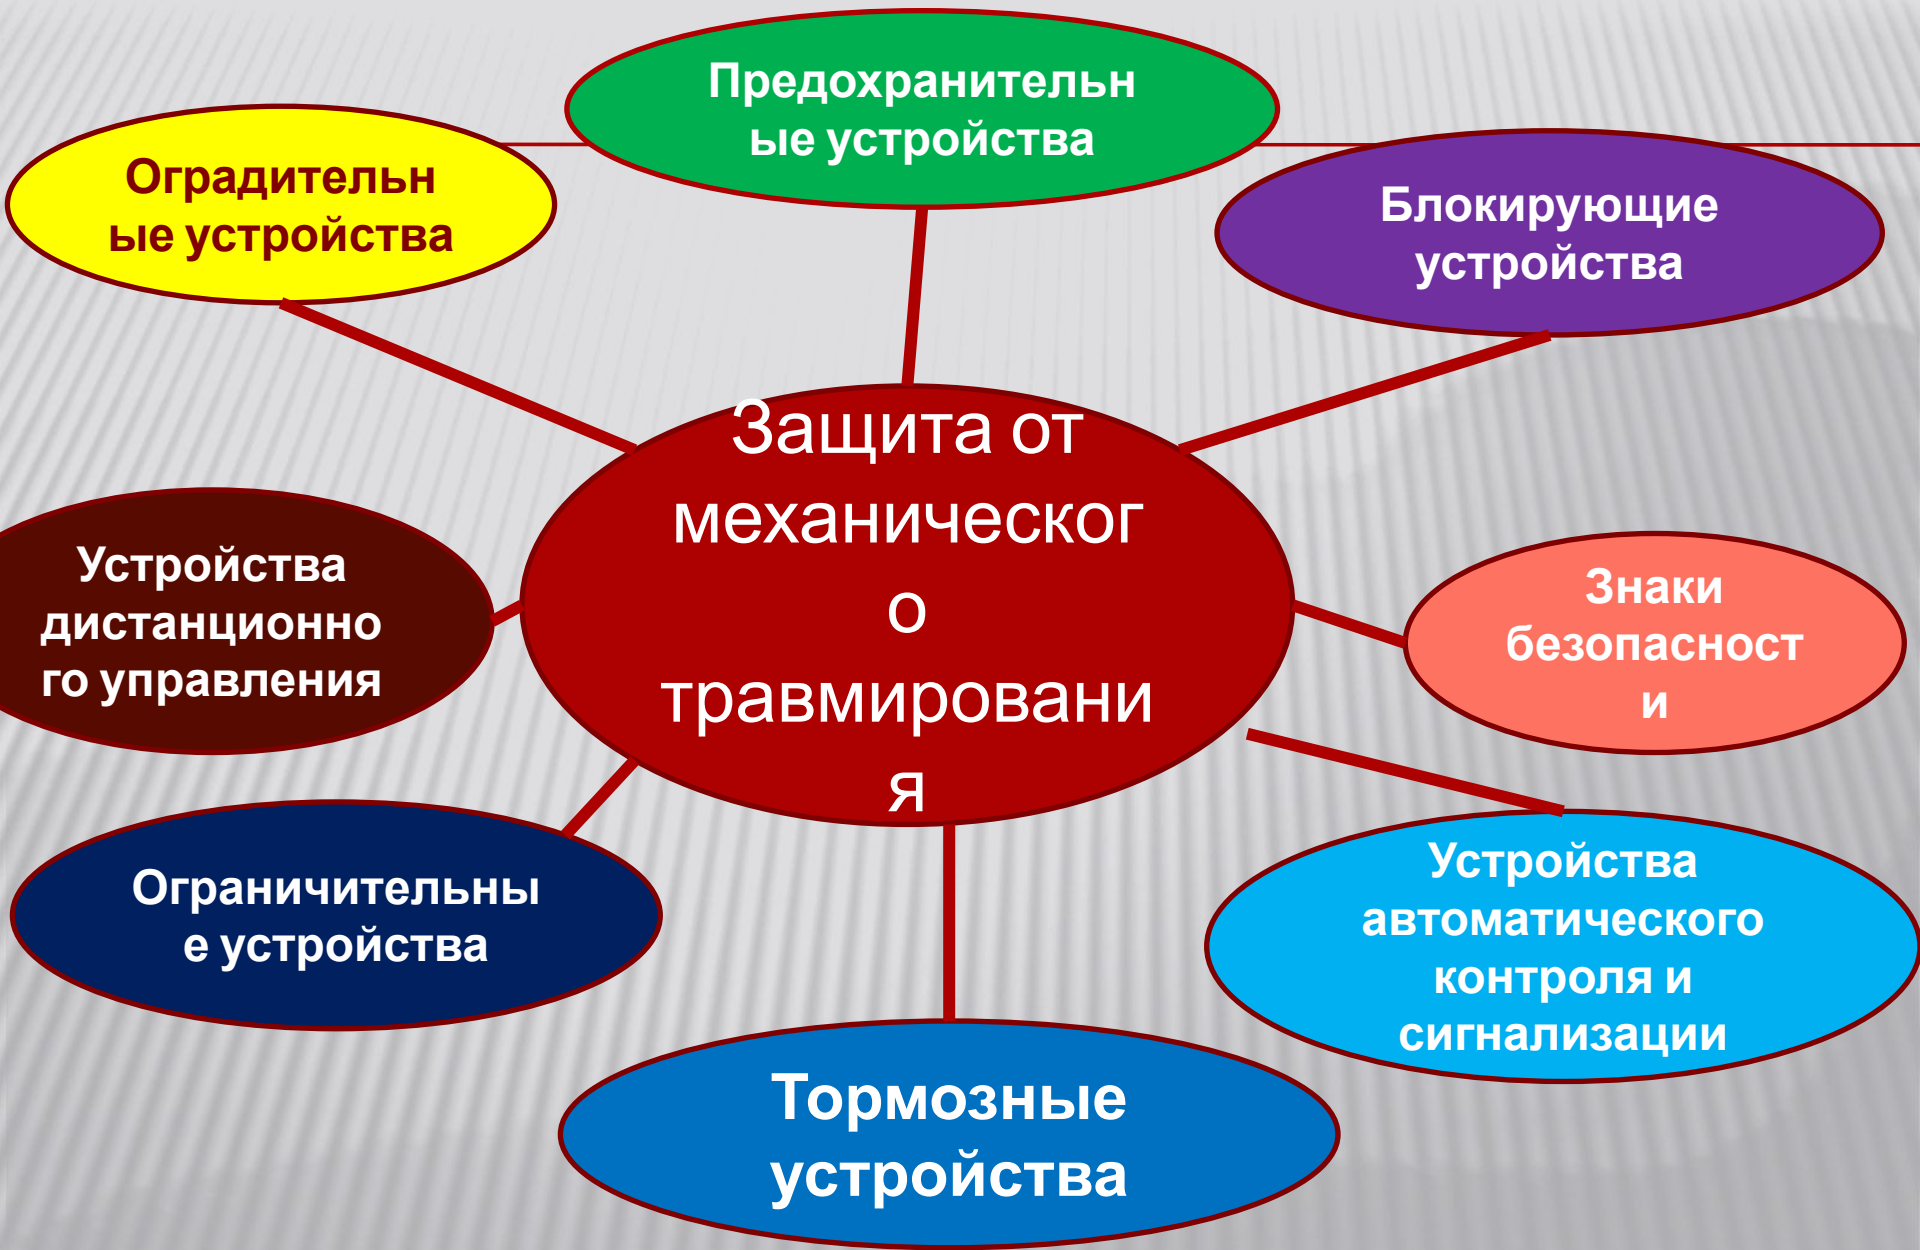 Предохранительн
ые устройства
Оградительн
ые устройства
Блокирующие
устройства
Защита от
механическог
о
травмировани
я
Устройства
дистанционно
го управления
Знаки
безопасност
и
Ограничительны
е устройства
Устройства
автоматического
контроля и
сигнализации
Тормозные
устройства